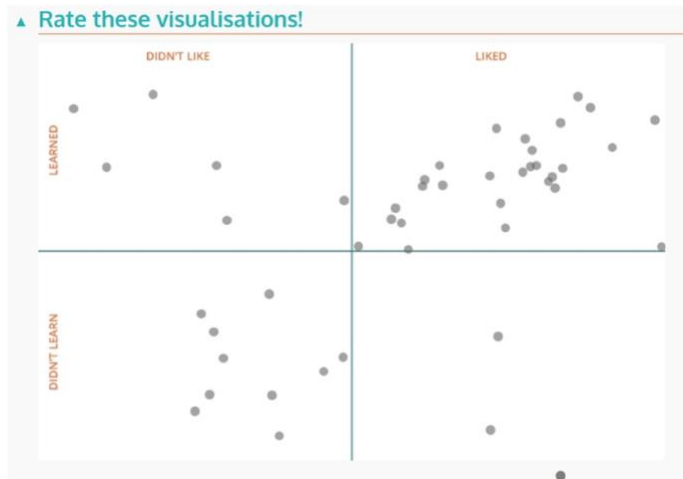 ▲ Rate these visualisations!
DIDN'T LIKE
LIKED
LEARNED
DIDN'T LEARN